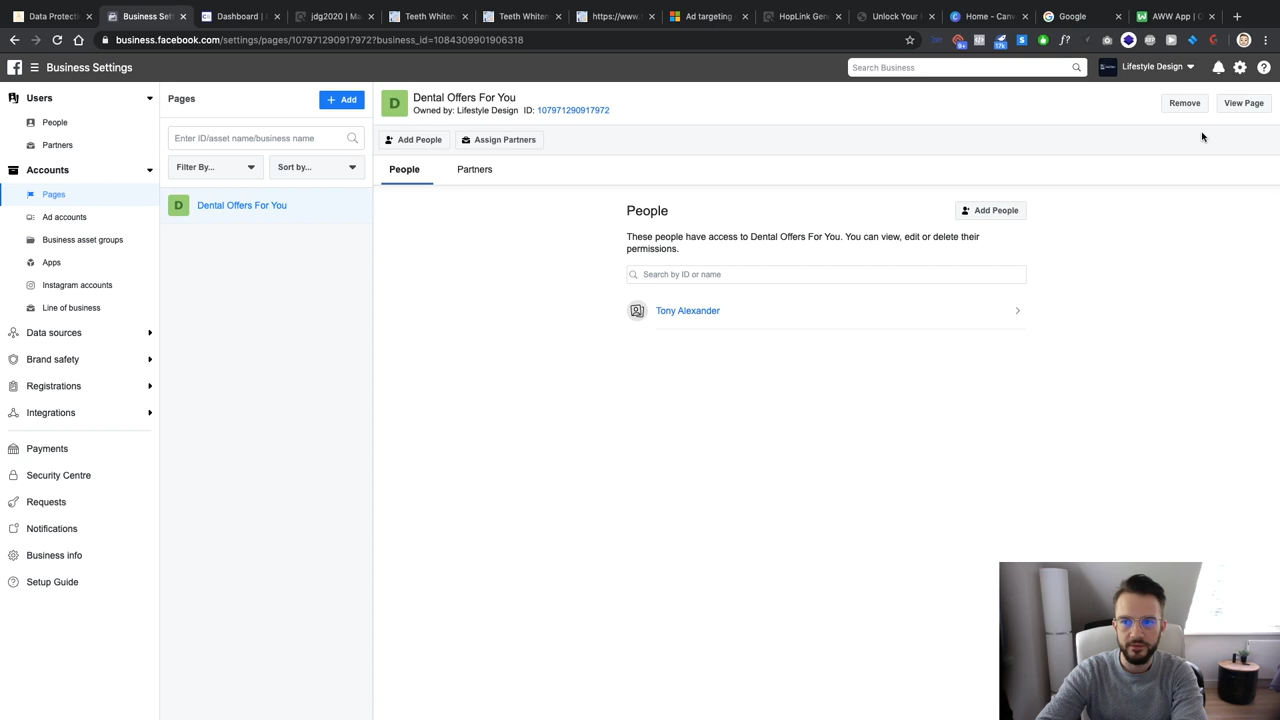 Data Protecti
Business Setti
Dashboard |
jdg2020 | Ma
Teeth Whiten
Teeth Whiten
https://www.
Ad targeting
HopLink Gen
Unlock Your
Home - Canv
Google
AWW App | O
business.facebook.com/settings/pages/107971290917972?business_id=1084309901906318
9+
17k
f?
Business Settings
Search Business
Lifestyle Design
Users
People
Partners
Accounts
Pages
Ad accounts
Business asset groups
Apps
Instagram accounts
Line of business
Data sources
Brand safety
Registrations
Integrations
Payments
Security Centre
Requests
Notifications
Business info
Setup Guide
Pages
+ Add
Enter ID/asset name/business name
Filter By...
Sort by...
D
Dental Offers For You
D
Dental Offers For You
Owned by: Lifestyle Design ID: 107971290917972
Remove
View Page
Add People
Assign Partners
People
Partners
People
Add People
These people have access to Dental Offers For You. You can view, edit or delete their
permissions.
Search by ID or name
Tony Alexander